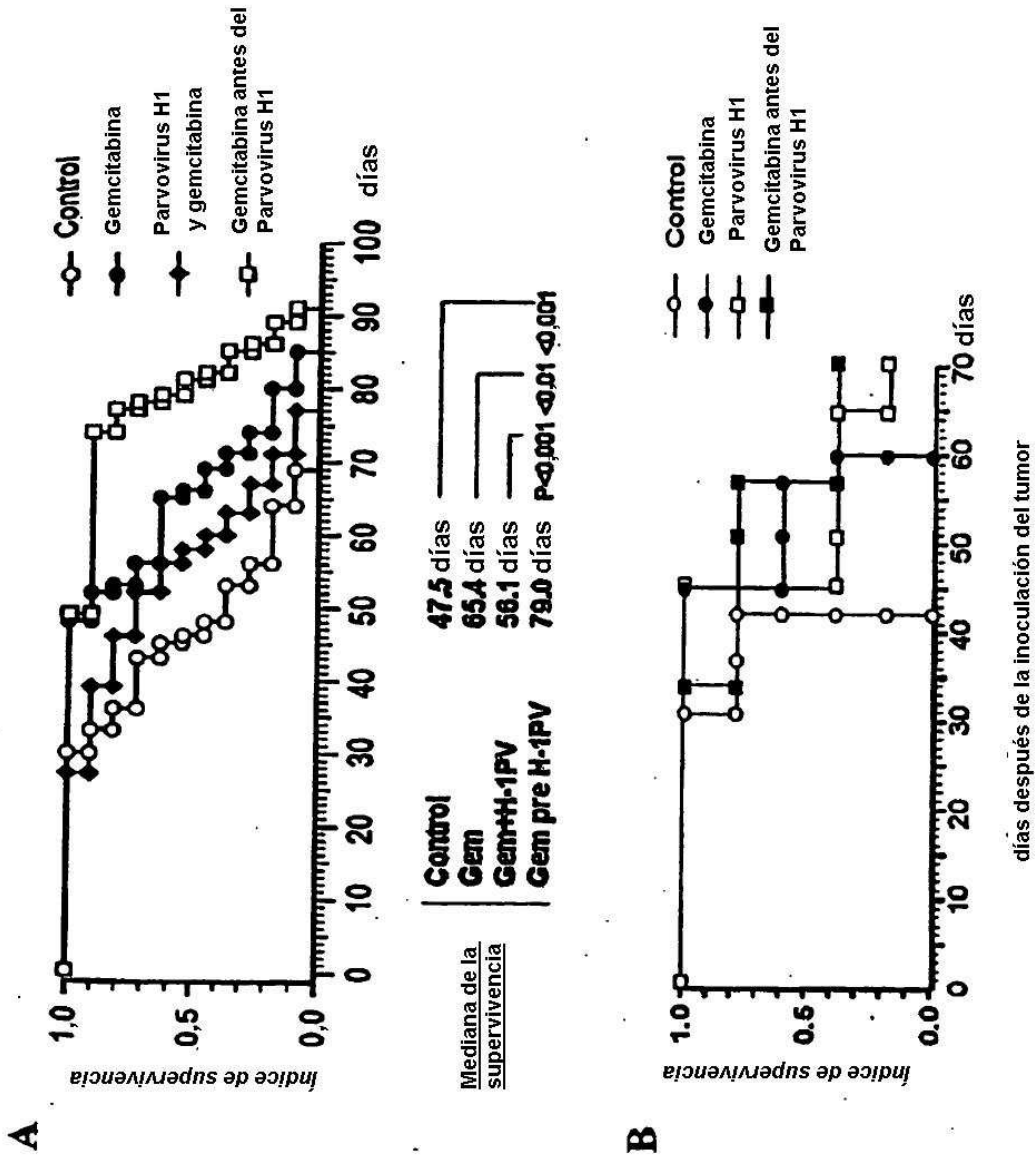 A
Índice de supervivencia
1,0
0,5
0,0
0 10 20 30 40 50 60 70 80 90 100 días
Control
Gemcitabina
Parvovirus H1
y gemcitabina
Gemcitabina antes del
Parvovirus H1
Mediana de la
supervivencia
Control 47.5 días
Gem 65.4 días
Gem+H-1PV 56.1 días
Gem pre H-1PV 79.0 días P<0,001 <0,01 <0,001
B
Índice de supervivencia
1.0
0.5
0.0
0 10 20 30 40 50 60 70 días
Control
Gemcitabina
Parvovirus H1
Gemcitabina antes del
Parvovirus H1
días después de la inoculación del tumor